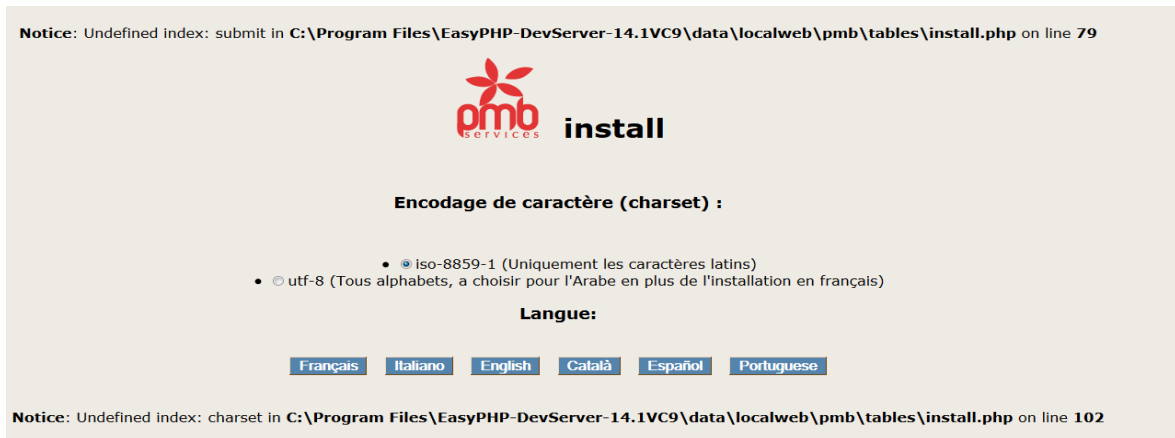 Notice: Undefined index: submit in C:\Program Files\EasyPHP-DevServer-14.1VC9\data\localweb\pmb\tables\install.php on line 79
pmb
services
install
Encodage de caractère (charset) :
• iso-8859-1 (Uniquement les caractères latins)
• utf-8 (Tous alphabets, a choisir pour l'Arabe en plus de l'installation en français)
Langue:
Français Italiano English Català Español Portuguese
Notice: Undefined index: charset in C:\Program Files\EasyPHP-DevServer-14.1VC9\data\localweb\pmb\tables\install.php on line 102